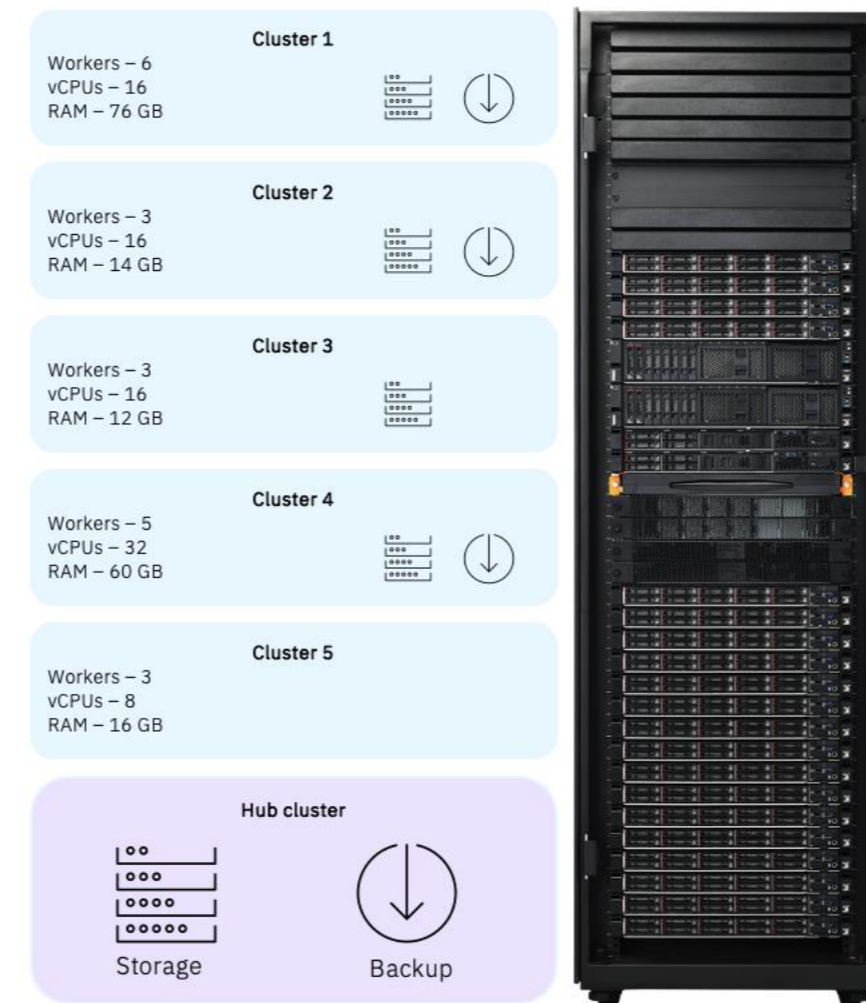 Cluster 1
Workers – 6
vCPUs – 16
RAM – 76 GB
Cluster 2
Workers – 3
vCPUs – 16
RAM – 14 GB
Cluster 3
Workers – 3
vCPUs – 16
RAM – 12 GB
Cluster 4
Workers – 5
vCPUs – 32
RAM – 60 GB
Cluster 5
Workers – 3
vCPUs – 8
RAM – 16 GB
Hub cluster
Storage
Backup